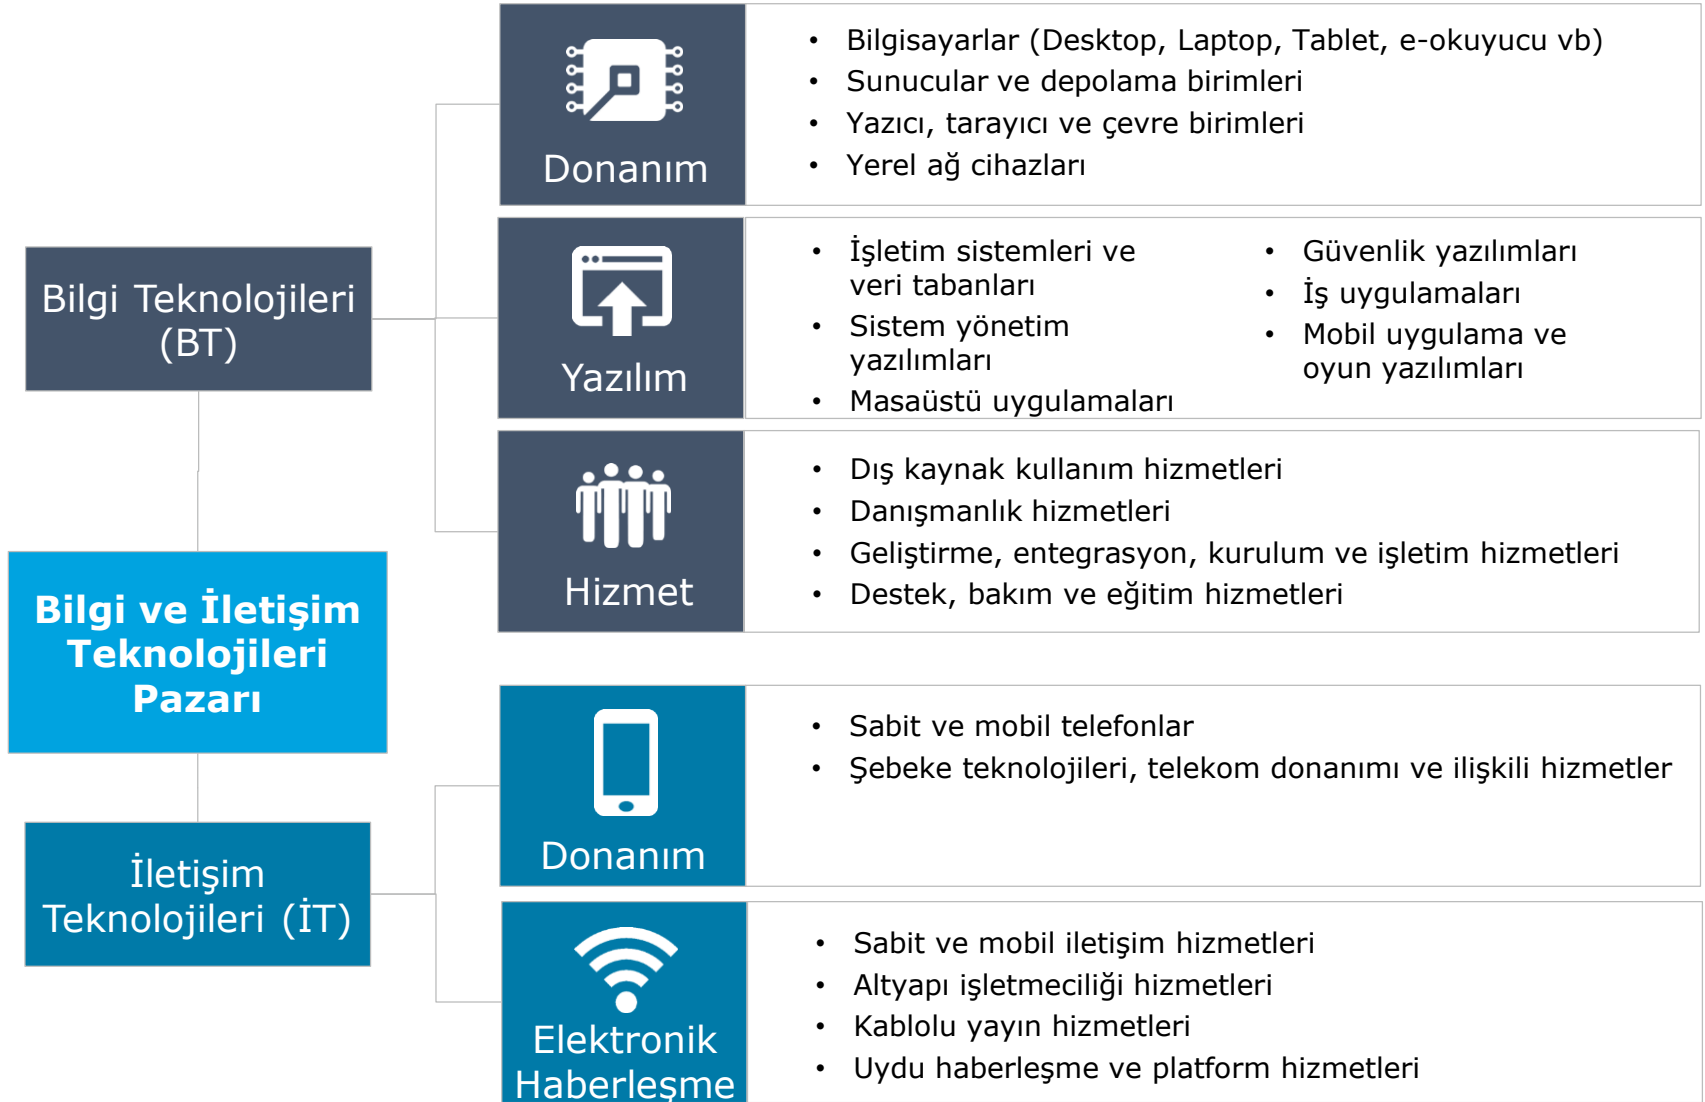 Bilgi ve İletişim
Teknolojileri
Pazarı
Bilgi Teknolojileri
(BT)
Donanım
• Bilgisayarlar (Desktop, Laptop, Tablet, e-okuyucu vb)
• Sunucular ve depolama birimleri
• Yazıcı, tarayıcı ve çevre birimleri
• Yerel ağ cihazları
Yazılım
• İşletim sistemleri ve
veri tabanları
• Sistem yönetim
yazılımları
• Masaüstü uygulamaları
• Güvenlik yazılımları
• İş uygulamaları
• Mobil uygulama ve
oyun yazılımları
Hizmet
• Dış kaynak kullanım hizmetleri
• Danışmanlık hizmetleri
• Geliştirme, entegrasyon, kurulum ve işletim hizmetleri
• Destek, bakım ve eğitim hizmetleri
İletişim
Teknolojileri (İT)
Donanım
• Sabit ve mobil telefonlar
• Şebeke teknolojileri, telekom donanımı ve ilişkili hizmetler
Elektronik
Haberleşme
• Sabit ve mobil iletişim hizmetleri
• Altyapı işletmeciliği hizmetleri
• Kablolu yayın hizmetleri
• Uydu haberleşme ve platform hizmetleri